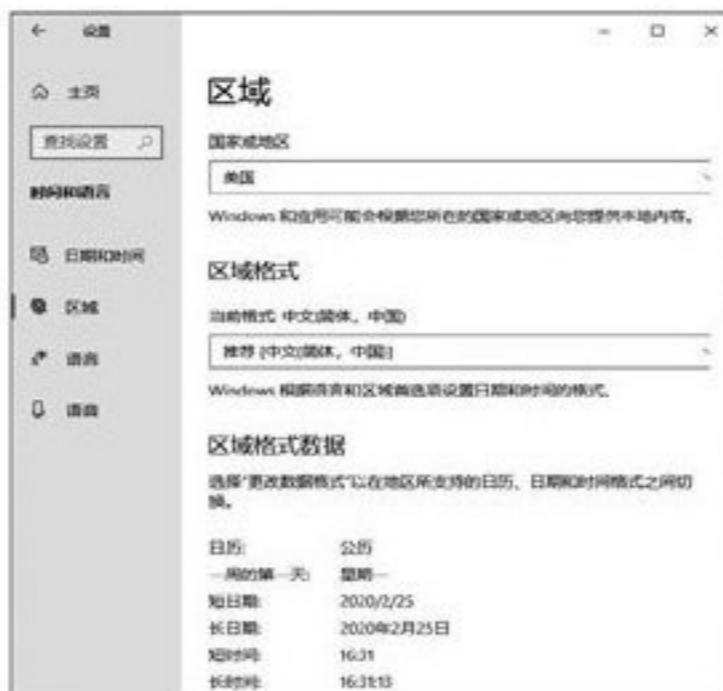 设置
主页
查找设置
时间和语言
日期和时间
区域
语言
语音
区域
国家或地区
美国
Windows 和应用可能会根据您所在的国家或地区向您提供本地内容。
区域格式
当前格式: 中文(简体，中国)
推荐 [中文(简体，中国)]
Windows 根据语言和区域首选项设置日期和时间的格式。
区域格式数据
选择"更改数据格式"以在地区所支持的日历、日期和时间格式之间切
换。
日历: 公历
一周的第一天: 星期一
短日期: 2020/2/25
长日期: 2020年2月25日
短时间: 16:31
长时间: 16:31:13